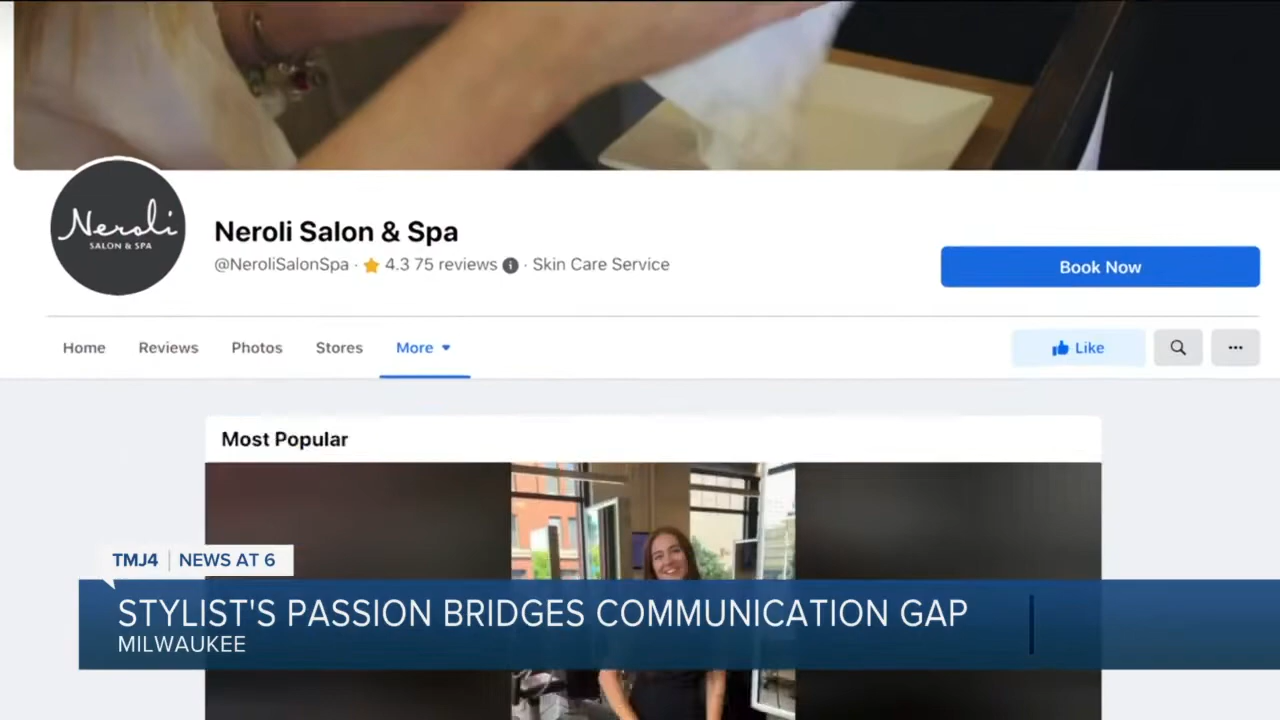 Neroli
SALON & SPA
Neroli Salon & Spa
@NeroliSalonSpa · 4.3 75 reviews · Skin Care Service
Book Now
Home Reviews Photos Stores More
Like
Most Popular
TMJ4 | NEWS AT 6
STYLIST'S PASSION BRIDGES COMMUNICATION GAP
MILWAUKEE